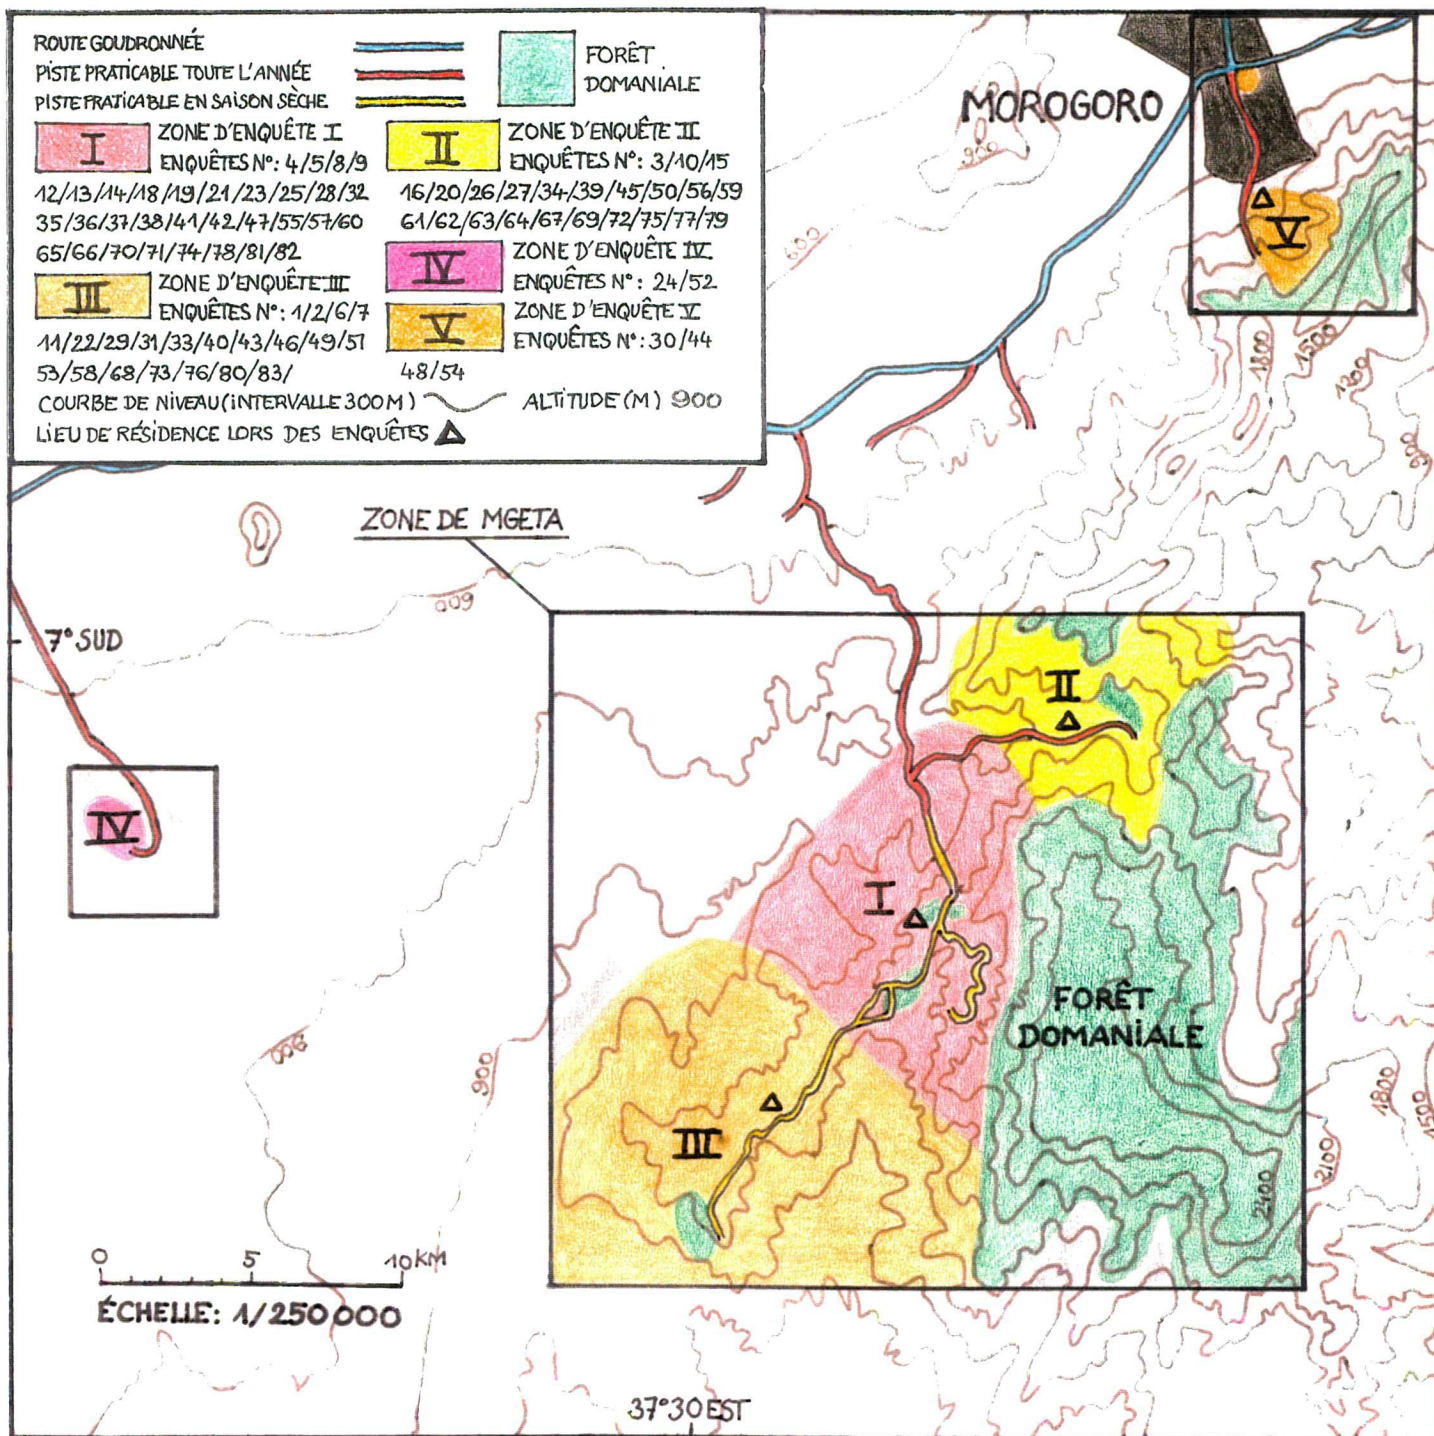 ROUTE GOUDRONNÉE
PISTE PRATICABLE TOUTE L'ANNÉE
PISTE PRATICABLE EN SAISON SÈCHE
FORÊT
DOMANIALE
I
ZONE D'ENQUÊTE I
ENQUÊTES N°: 4/5/8/9
12/13/14/18/19/21/23/25/28/32
35/36/37/38/41/42/47/55/57/60
65/66/70/71/74/78/81/82
II
ZONE D'ENQUÊTE II
ENQUÊTES N°: 3/10/15
16/20/26/27/34/39/45/50/56/59
61/62/63/64/67/69/72/75/77/79
III
ZONE D'ENQUÊTE III
ENQUÊTES N°: 1/2/6/7
11/22/29/31/33/40/43/46/49/51
53/58/68/73/76/80/83/
IV
ZONE D'ENQUÊTE IV
ENQUÊTES N°: 24/52
V
ZONE D'ENQUÊTE V
ENQUÊTES N°: 30/44
48/54
COURBE DE NIVEAU (INTERVALLE 300 M)
ALTITUDE (M) 900
LIEU DE RÉSIDENCE LORS DES ENQUÊTES
MOROGORO
900
600
V
1800
1500
1200
900
ZONE DE MGETA
600
7° SUD
II
IV
I
FORÊT
DOMANIALE
900
900
III
1800
1500
2100
2400
0 5 10 KM
ÉCHELLE: 1/250000
37°30 EST